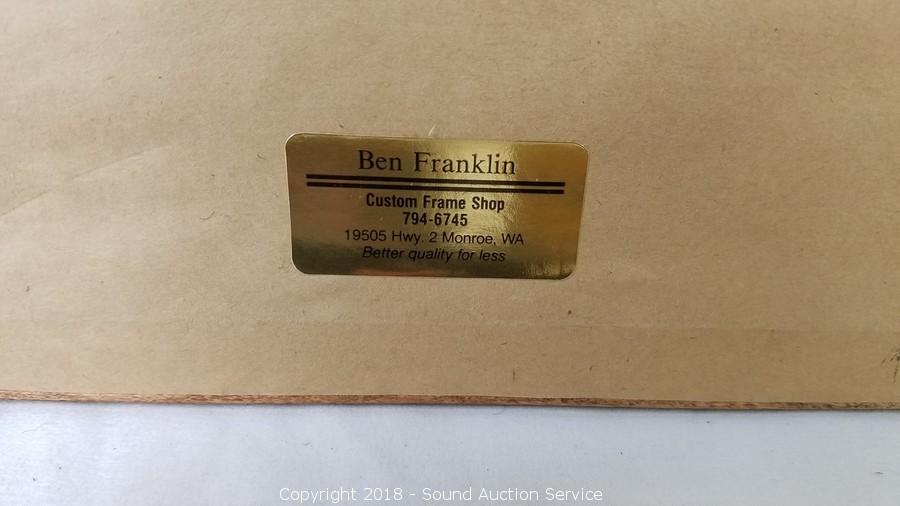 Ben Franklin
Custom Frame Shop
794-6745
19505 Hwy. 2 Monroe, WA
Better quality for less
Copyright 2018 - Sound Auction Service